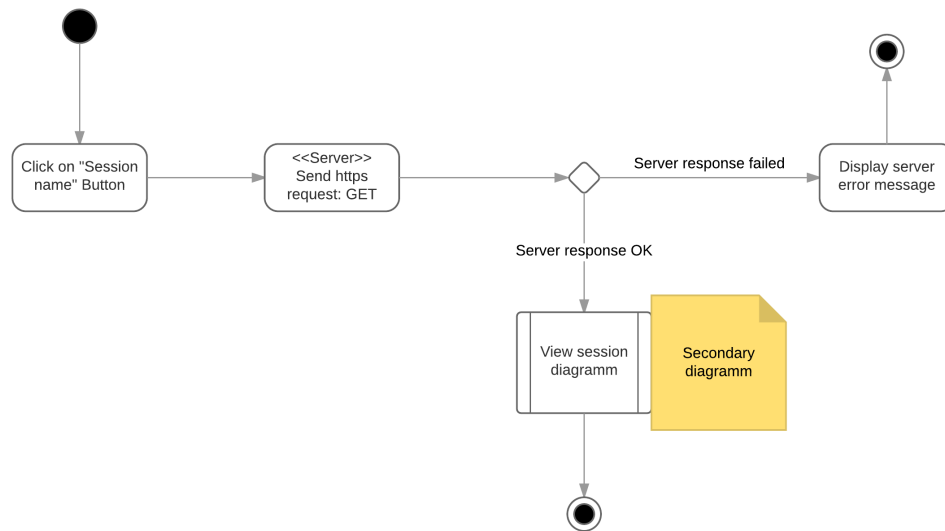 Click on "Session
name" Button
<<Server>>
Send https
request: GET
Server response failed
Display server
error message
Server response OK
View session
diagramm
Secondary
diagramm